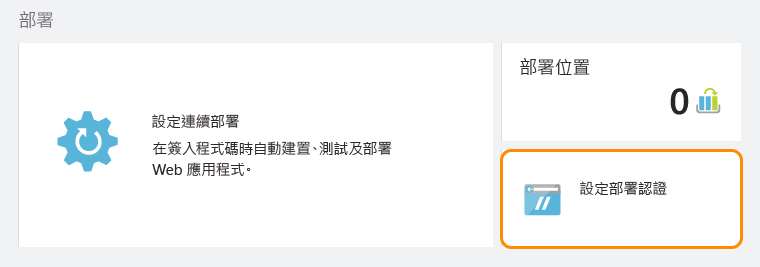 部署
設定連續部署
在簽入程式碼時自動建置、測試及部署
Web 應用程式。
部署位置
0
設定部署認證